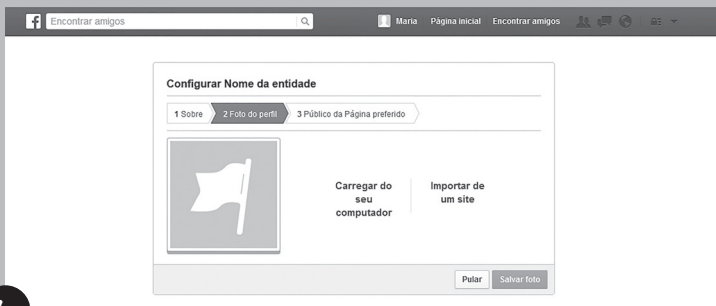 f Encontrar amigos Maria Página inicial Encontrar amigos
Configurar Nome da entidade
1 Sobre 2 Foto do perfil 3 Público da Página preferido
Carregar do
seu
computador
Importar de
um site
Pular Salvar foto